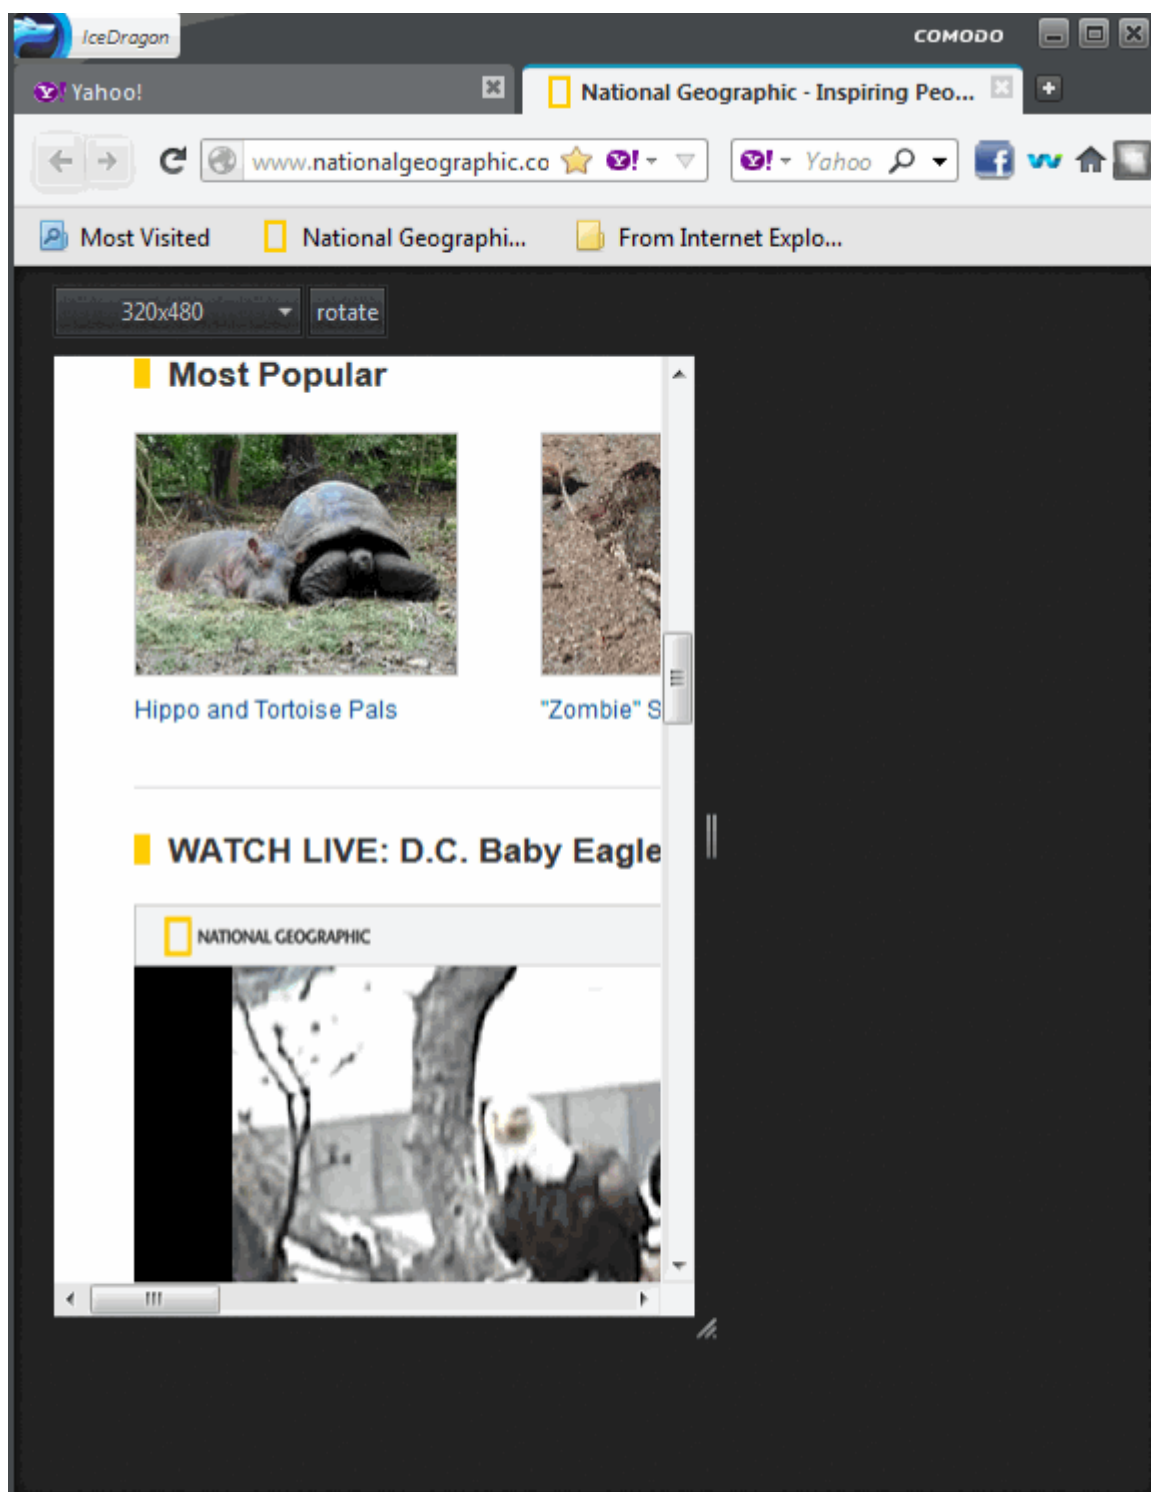 IceDragon
COMODO
Yahoo!
National Geographic - Inspiring Peo...
www.nationalgeographic.co
Yahoo
Most Visited
National Geographi...
From Internet Explo...
320x480
rotate
Most Popular
Hippo and Tortoise Pals
"Zombie" S
WATCH LIVE: D.C. Baby Eagle
NATIONAL GEOGRAPHIC